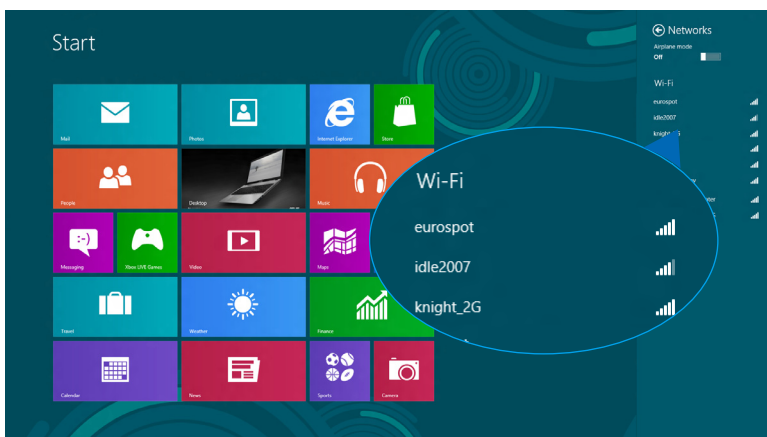 Start
Networks
Airplane mode
Off
Wi-Fi
eurospot
idle2007
Mail
Photos
Internet Explorer
Store
People
Desktop
Music
Messaging
Xbox LIVE Games
Video
Maps
Travel
Weather
Finance
Calendar
News
Sports
Camera
Wi-Fi
eurospot
idle2007
knight_2G